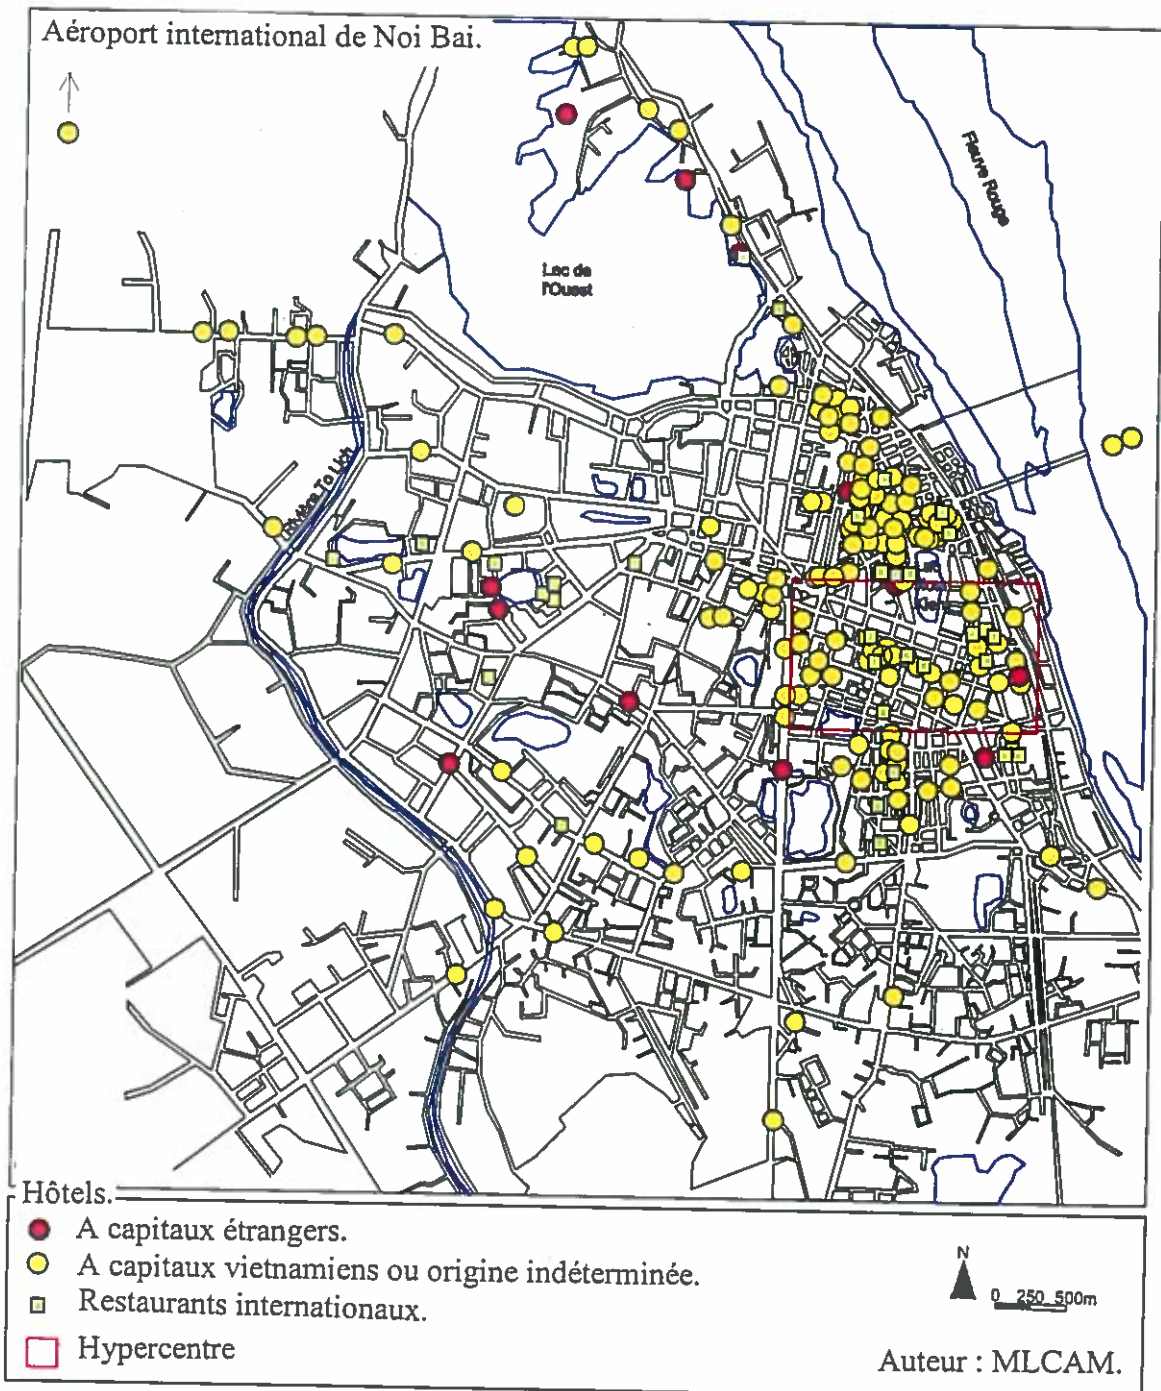 Aéroport international de Noi Bai.
Fleuve Rouge
Lac de
l'Ouest
Rivière To Lich
Hôtels.
A capitaux étrangers.
A capitaux vietnamiens ou origine indéterminée.
Restaurants internationaux.
Hypercentre
N
0 250 500m
Auteur : MLCAM.